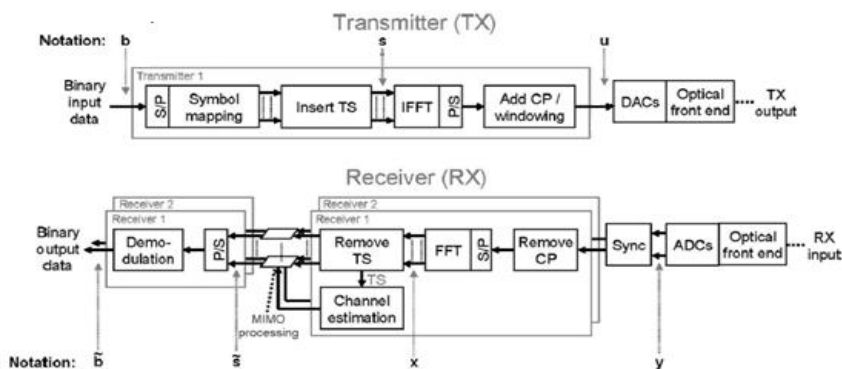 Transmitter (TX)
Notation: b s u
Transmitter 1
Binary
input
data
S/P
Symbol
mapping
Insert TS
IFFT
P/S
Add CP /
windowing
DACs
Optical
front end
TX
output
Receiver (RX)
Receiver 2
Receiver 1
Binary
output
data
Demo-
dulation
P/S
MIMO
processing
Receiver 2
Receiver 1
Remove
TS
TS
Channel
estimation
FFT
S/P
Remove
CP
Sync
ADCs
Optical
front end
RX
input
Notation: b̃ s̃ x y